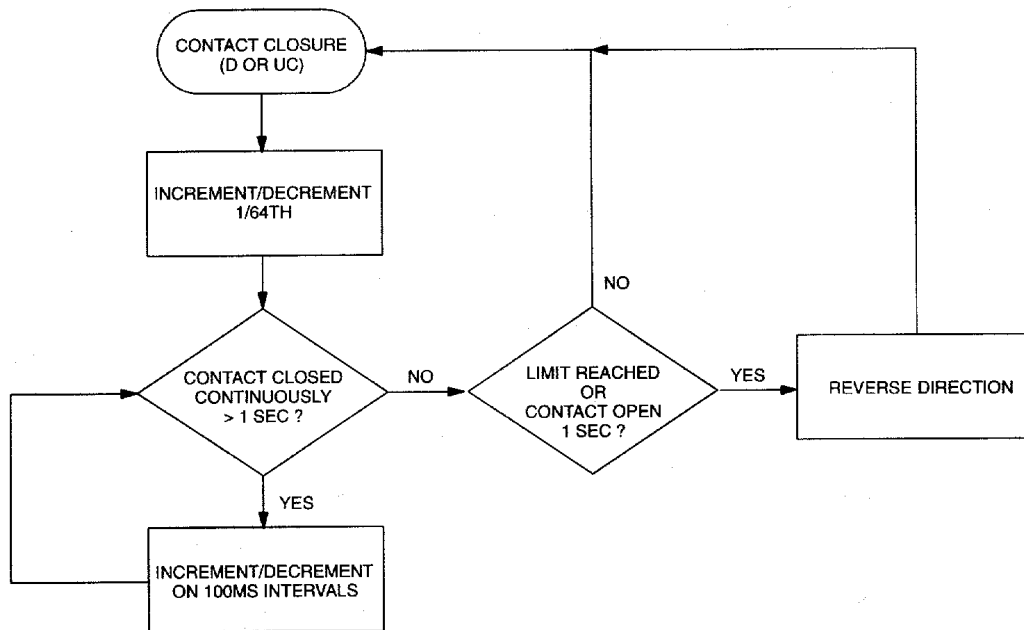 CONTACT CLOSURE
(D OR UC)
INCREMENT/DECREMENT
1/64TH
NO
CONTACT CLOSED
CONTINUOUSLY
> 1 SEC ?
NO
LIMIT REACHED
OR
CONTACT OPEN
1 SEC ?
YES
REVERSE DIRECTION
YES
INCREMENT/DECREMENT
ON 100MS INTERVALS